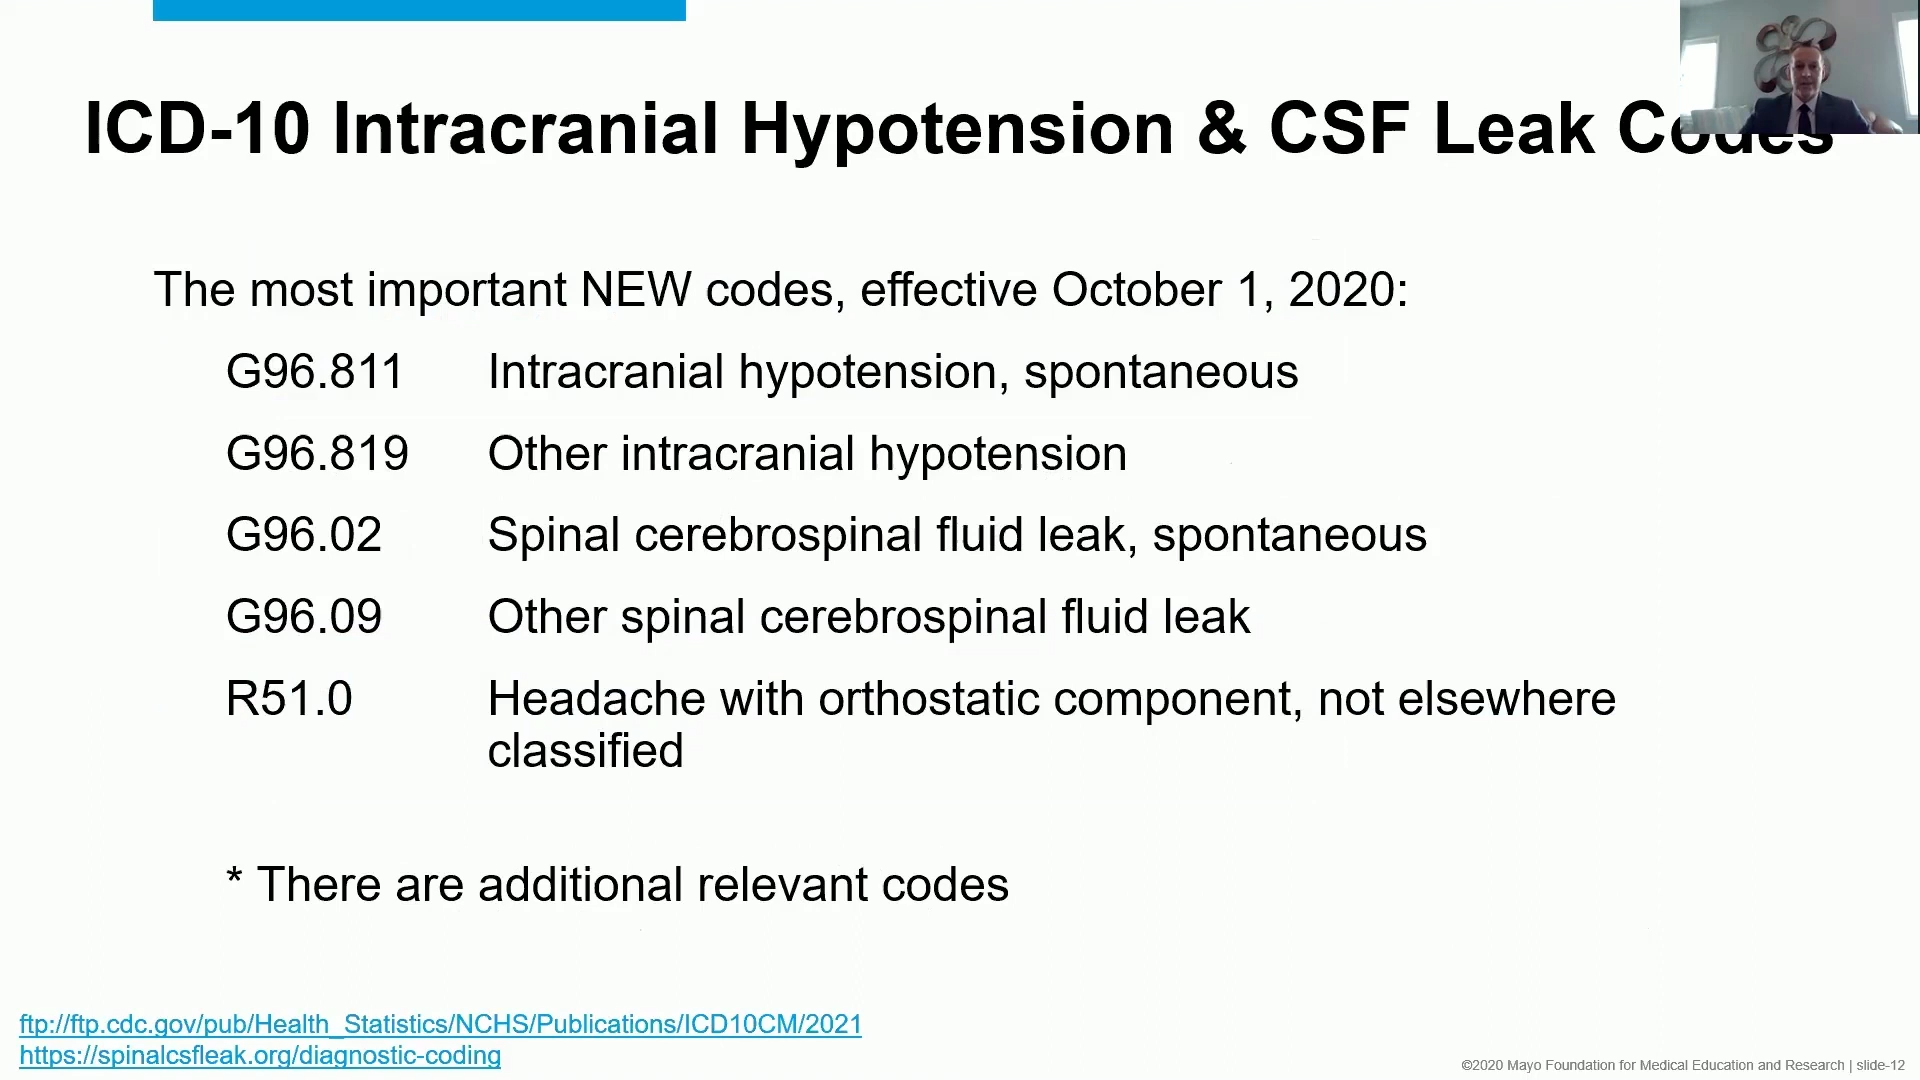 ICD-10 Intracranial Hypotension & CSF Leak Codes
The most important NEW codes, effective October 1, 2020:
G96.811 Intracranial hypotension, spontaneous
G96.819 Other intracranial hypotension
G96.02 Spinal cerebrospinal fluid leak, spontaneous
G96.09 Other spinal cerebrospinal fluid leak
R51.0 Headache with orthostatic component, not elsewhere
classified
* There are additional relevant codes
ftp://ftp.cdc.gov/pub/Health_Statistics/NCHS/Publications/ICD10CM/2021
https://spinalcsfleak.org/diagnostic-coding
©2020 Mayo Foundation for Medical Education and Research | slide-12